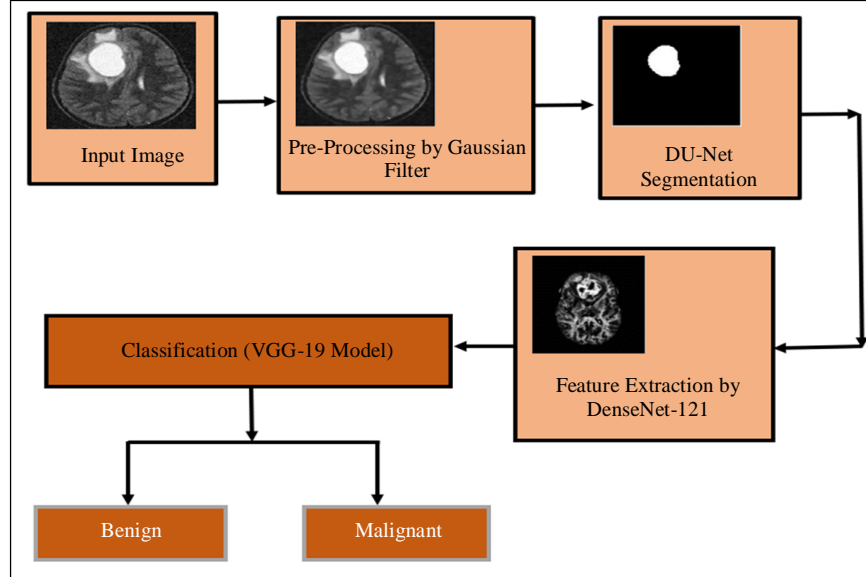 Input Image
Pre-Processing by Gaussian
Filter
DU-Net
Segmentation
Feature Extraction by
DenseNet-121
Classification (VGG-19 Model)
Benign
Malignant